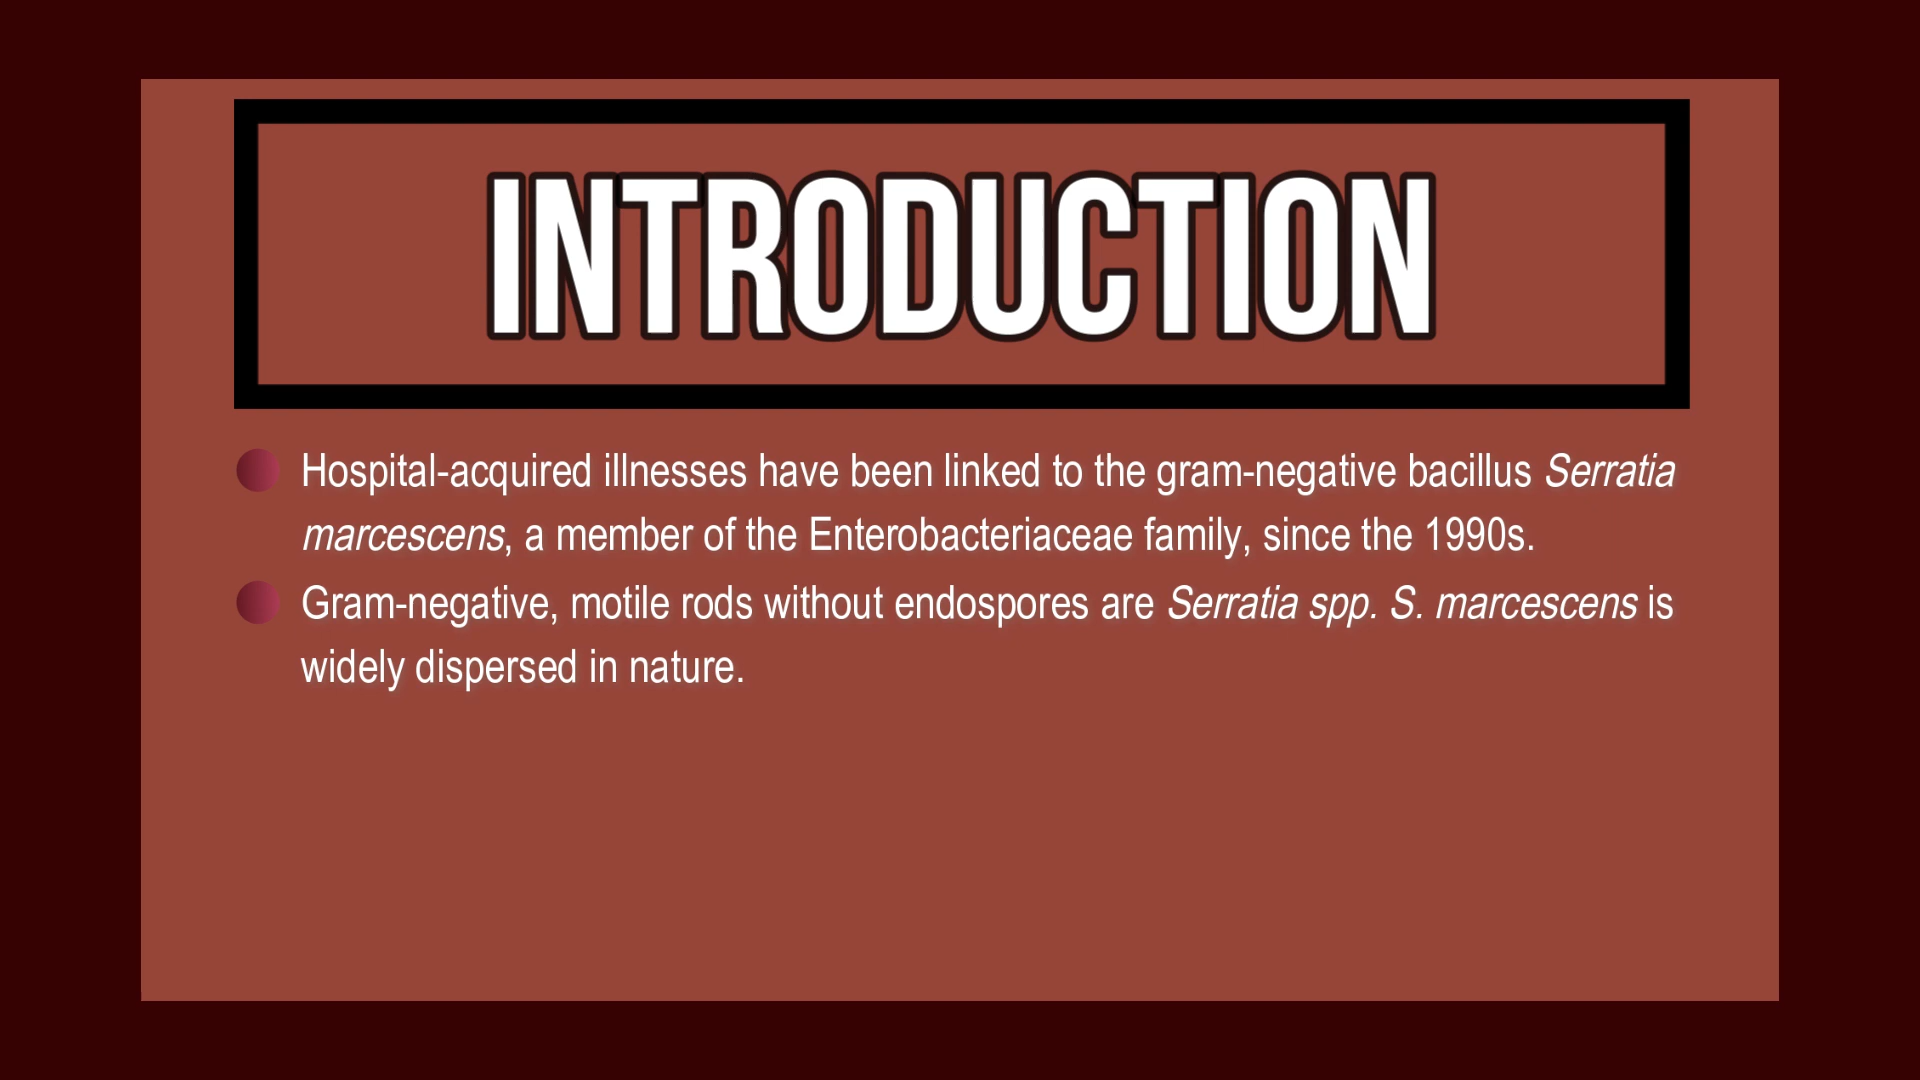 INTRODUCTION
Hospital-acquired illnesses have been linked to the gram-negative bacillus Serratia
marcescens, a member of the Enterobacteriaceae family, since the 1990s.
Gram-negative, motile rods without endospores are Serratia spp. S. marcescens is
widely dispersed in nature.